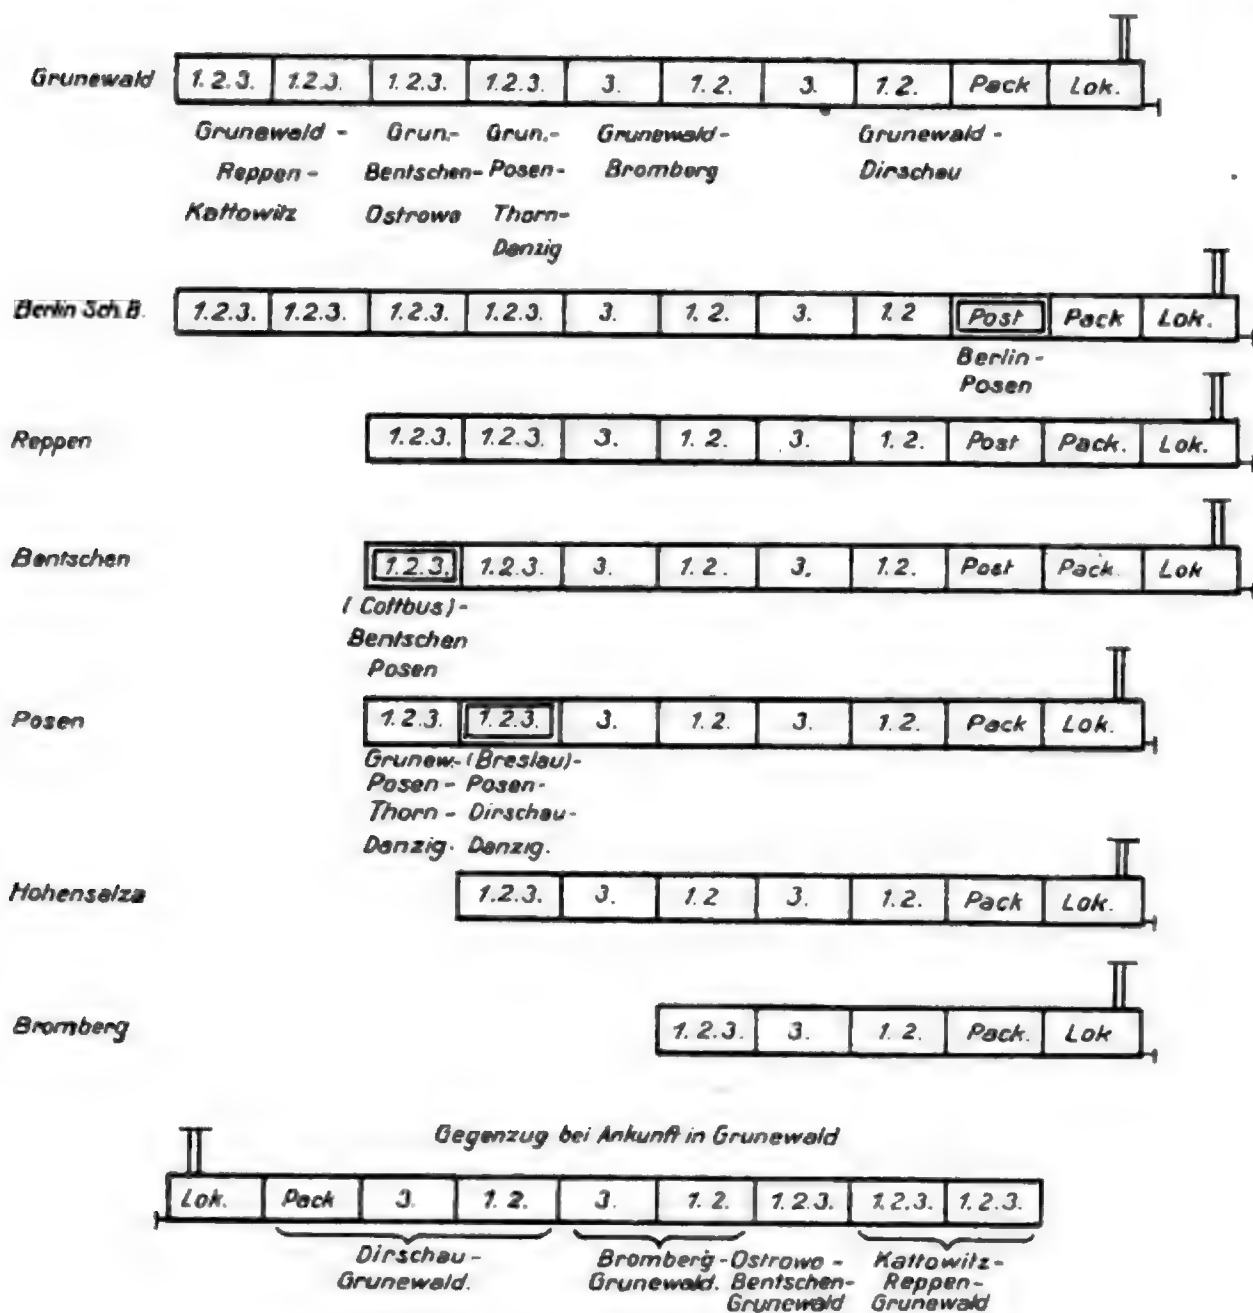 Grunewald 1.2.3. 1.2.3. 1.2.3. 1.2.3. 3. 1.2. 3. 1.2. Pack Lok.
Grunewald - Grun.- Grun.- Grunewald- Grunewald -
Reppen - Bentschen- Posen- Bromberg Dirschau
Kattowitz Ostrowo Thorn-
Danzig
Berlin Sch.B. 1.2.3. 1.2.3. 1.2.3. 1.2.3. 3. 1.2. 3. 1.2 Post Pack Lok.
Berlin -
Posen
Reppen 1.2.3. 1.2.3. 3. 1.2. 3. 1.2. Post Pack. Lok.
Bentschen 1.2.3. 1.2.3. 3. 1.2. 3. 1.2. Post Pack. Lok
(Cottbus)-
Bentschen
Posen
Posen 1.2.3. 1.2.3. 3. 1.2. 3. 1.2. Pack Lok.
Grunew.- (Breslau)-
Posen - Posen-
Thorn - Dirschau-
Danzig. Danzig.
Hohensalza 1.2.3. 3. 1.2 3. 1.2. Pack Lok.
Bromberg 1.2.3. 3. 1.2. Pack. Lok
Gegenzug bei Ankunft in Grunewald
Lok. Pack 3. 1.2. 3. 1.2. 1.2.3. 1.2.3. 1.2.3.
Dirschau - Bromberg - Ostrowo - Kattowitz -
Grunewald. Grunewald. Bentschen- Reppen -
Grunewald Grunewald